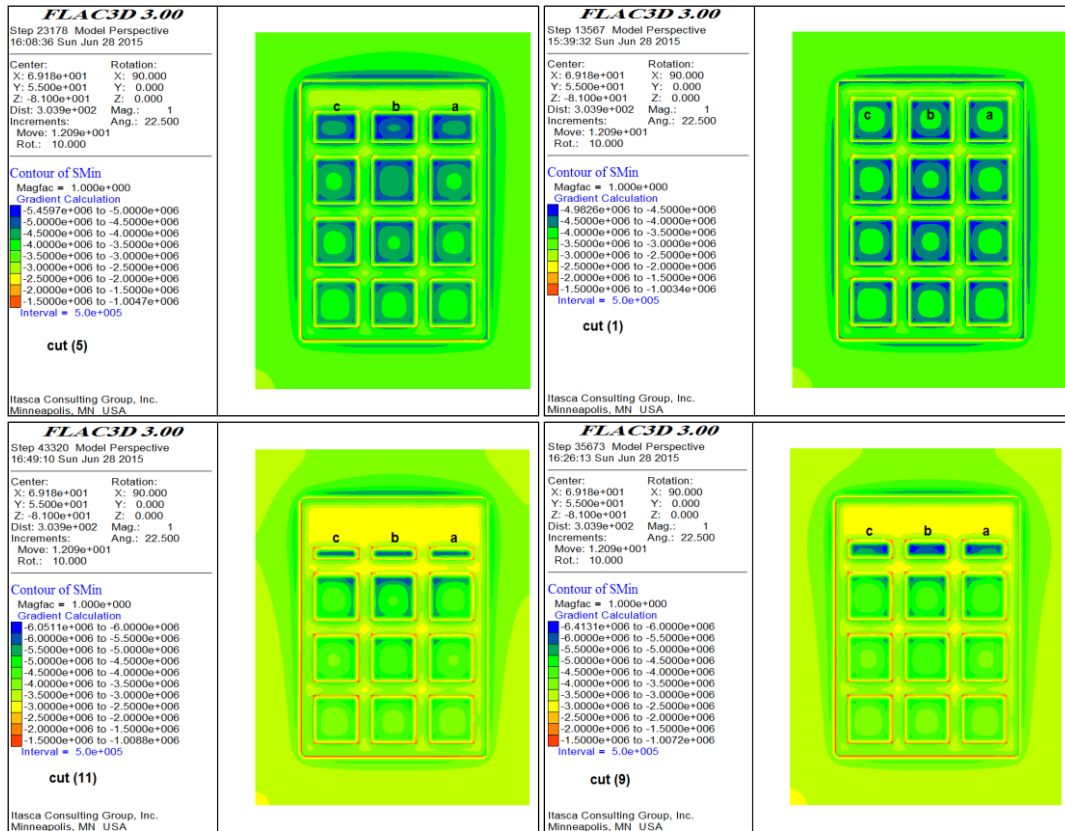 FLAC3D 3.00
Step 23178 Model Perspective
16:08:36 Sun Jun 28 2015
Center: Rotation:
X: 6.918e+001 X: 90.000
Y: 5.500e+001 Y: 0.000
Z: -8.100e+001 Z: 0.000
Dist: 3.039e+002 Mag.: 1
Increments: Ang.: 22.500
Move: 1.209e+001
Rot.: 10.000
Contour of SMin
Magfac = 1.000e+000
Gradient Calculation
-5.4597e+006 to -5.0000e+006
-5.0000e+006 to -4.5000e+006
-4.5000e+006 to -4.0000e+006
-4.0000e+006 to -3.5000e+006
-3.5000e+006 to -3.0000e+006
-3.0000e+006 to -2.5000e+006
-2.5000e+006 to -2.0000e+006
-2.0000e+006 to -1.5000e+006
-1.5000e+006 to -1.0047e+006
Interval = 5.0e+005
cut (5)
Itasca Consulting Group, Inc.
Minneapolis, MN USA
c b a
FLAC3D 3.00
Step 13567 Model Perspective
15:39:32 Sun Jun 28 2015
Center: Rotation:
X: 6.918e+001 X: 90.000
Y: 5.500e+001 Y: 0.000
Z: -8.100e+001 Z: 0.000
Dist: 3.039e+002 Mag.: 1
Increments: Ang.: 22.500
Move: 1.209e+001
Rot.: 10.000
Contour of SMin
Magfac = 1.000e+000
Gradient Calculation
-4.9826e+006 to -4.5000e+006
-4.5000e+006 to -4.0000e+006
-4.0000e+006 to -3.5000e+006
-3.5000e+006 to -3.0000e+006
-3.0000e+006 to -2.5000e+006
-2.5000e+006 to -2.0000e+006
-2.0000e+006 to -1.5000e+006
-1.5000e+006 to -1.0034e+006
Interval = 5.0e+005
cut (1)
Itasca Consulting Group, Inc.
Minneapolis, MN USA
c b a
FLAC3D 3.00
Step 43320 Model Perspective
16:49:10 Sun Jun 28 2015
Center: Rotation:
X: 6.918e+001 X: 90.000
Y: 5.500e+001 Y: 0.000
Z: -8.100e+001 Z: 0.000
Dist: 3.039e+002 Mag.: 1
Increments: Ang.: 22.500
Move: 1.209e+001
Rot.: 10.000
Contour of SMin
Magfac = 1.000e+000
Gradient Calculation
-6.0511e+006 to -6.0000e+006
-6.0000e+006 to -5.5000e+006
-5.5000e+006 to -5.0000e+006
-5.0000e+006 to -4.5000e+006
-4.5000e+006 to -4.0000e+006
-4.0000e+006 to -3.5000e+006
-3.5000e+006 to -3.0000e+006
-3.0000e+006 to -2.5000e+006
-2.5000e+006 to -2.0000e+006
-2.0000e+006 to -1.5000e+006
-1.5000e+006 to -1.0088e+006
Interval = 5.0e+005
cut (11)
Itasca Consulting Group, Inc.
Minneapolis, MN USA
c b a
FLAC3D 3.00
Step 35673 Model Perspective
16:26:13 Sun Jun 28 2015
Center: Rotation:
X: 6.918e+001 X: 90.000
Y: 5.500e+001 Y: 0.000
Z: -8.100e+001 Z: 0.000
Dist: 3.039e+002 Mag.: 1
Increments: Ang.: 22.500
Move: 1.209e+001
Rot.: 10.000
Contour of SMin
Magfac = 1.000e+000
Gradient Calculation
-6.4131e+006 to -6.0000e+006
-6.0000e+006 to -5.5000e+006
-5.5000e+006 to -5.0000e+006
-5.0000e+006 to -4.5000e+006
-4.5000e+006 to -4.0000e+006
-4.0000e+006 to -3.5000e+006
-3.5000e+006 to -3.0000e+006
-3.0000e+006 to -2.5000e+006
-2.5000e+006 to -2.0000e+006
-2.0000e+006 to -1.5000e+006
-1.5000e+006 to -1.0072e+006
Interval = 5.0e+005
cut (9)
Itasca Consulting Group, Inc.
Minneapolis, MN USA
c b a